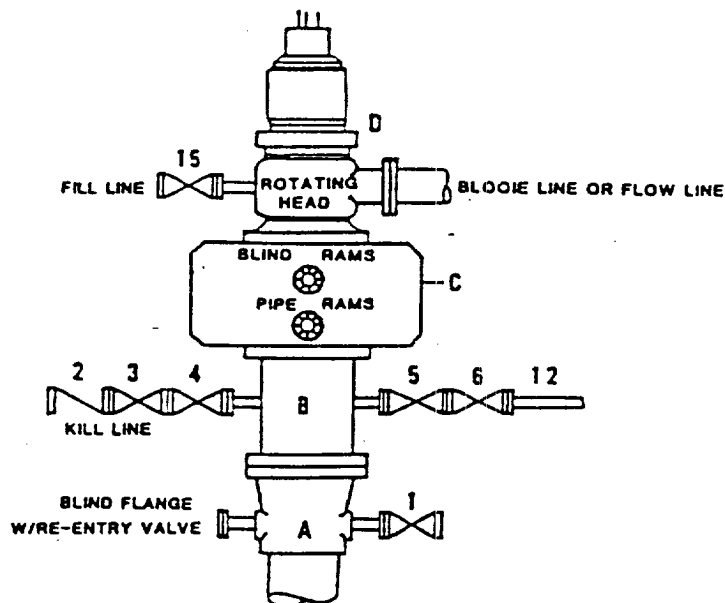 D
15
FILL LINE
ROTATING
HEAD
BLOOIE LINE OR FLOW LINE
BLIND RAMS
C
PIPE RAMS
2 3 4
5 6 12
B
KILL LINE
BLIND FLANGE
W/RE-ENTRY VALVE
A
1